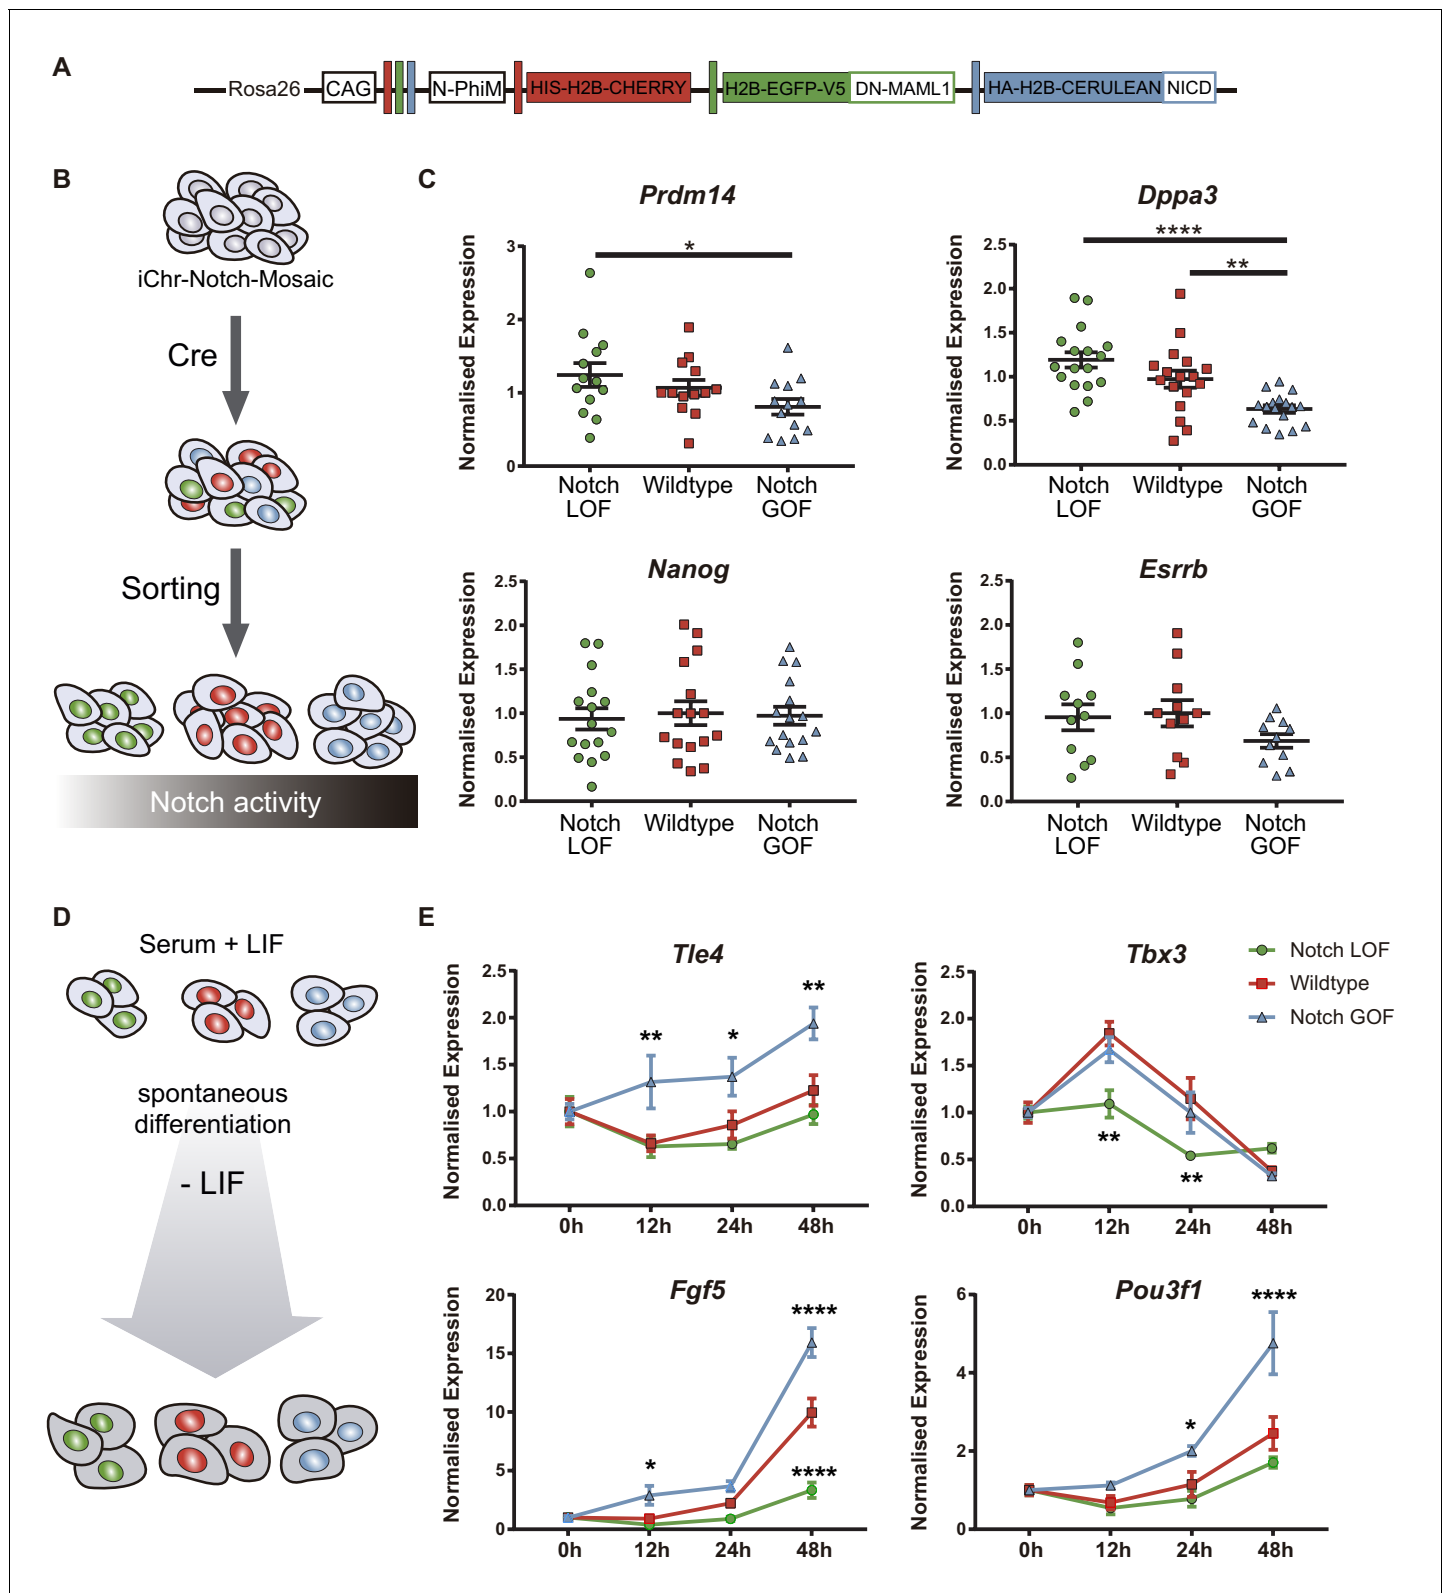 A
Rosa26 CAG N-PhiM HIS-H2B-CHERRY H2B-EGFP-V5 DN-MAML1 HA-H2B-CERULEAN NICD
B
iChr-Notch-Mosaic
Cre
Sorting
Notch activity
C
Prdm14
*
Normalised Expression
3
2
1
0
Notch LOF
Wildtype
Notch GOF
Dppa3
****
**
Normalised Expression
2.5
2.0
1.5
1.0
0.5
0.0
Notch LOF
Wildtype
Notch GOF
Nanog
Normalised Expression
2.5
2.0
1.5
1.0
0.5
0.0
Notch LOF
Wildtype
Notch GOF
Esrrb
Normalised Expression
2.5
2.0
1.5
1.0
0.5
0.0
Notch LOF
Wildtype
Notch GOF
D
Serum + LIF
spontaneous
differentiation
- LIF
E
Tle4
Normalised Expression
2.5
2.0
1.5
1.0
0.5
0.0
**
*
**
0h 12h 24h 48h
Tbx3
Normalised Expression
2.5
2.0
1.5
1.0
0.5
0.0
**
**
0h 12h 24h 48h
Notch LOF
Wildtype
Notch GOF
Fgf5
Normalised Expression
20
15
10
5
0
*
****
****
0h 12h 24h 48h
Pou3f1
Normalised Expression
6
4
2
0
*
****
0h 12h 24h 48h